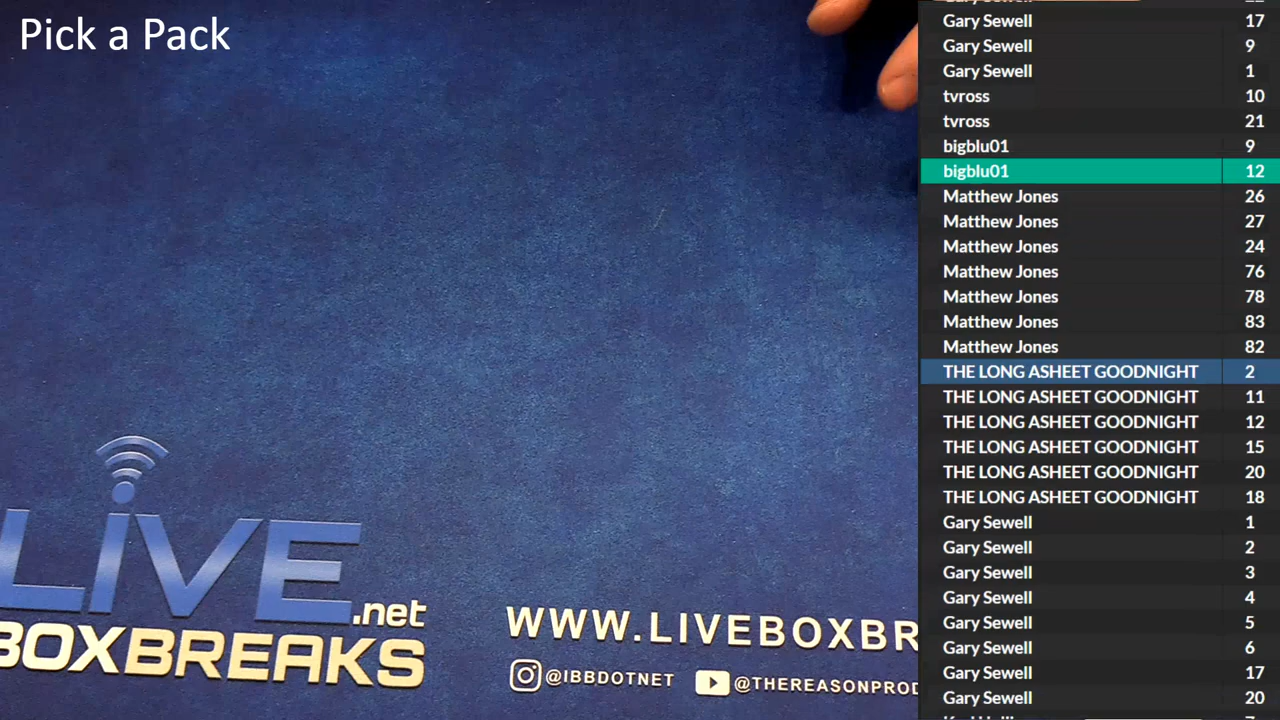 Pick a Pack
LIVE.net
BOXBREAKS
WWW.LIVEBOXBR
@IBBDOTNET
@THEREASONPROD
Gary Sewell 17
Gary Sewell 9
Gary Sewell 1
tvross 10
tvross 21
bigblu01 9
bigblu01 12
Matthew Jones 26
Matthew Jones 27
Matthew Jones 24
Matthew Jones 76
Matthew Jones 78
Matthew Jones 83
Matthew Jones 82
THE LONG ASHEET GOODNIGHT 2
THE LONG ASHEET GOODNIGHT 11
THE LONG ASHEET GOODNIGHT 12
THE LONG ASHEET GOODNIGHT 15
THE LONG ASHEET GOODNIGHT 20
THE LONG ASHEET GOODNIGHT 18
Gary Sewell 1
Gary Sewell 2
Gary Sewell 3
Gary Sewell 4
Gary Sewell 5
Gary Sewell 6
Gary Sewell 17
Gary Sewell 20